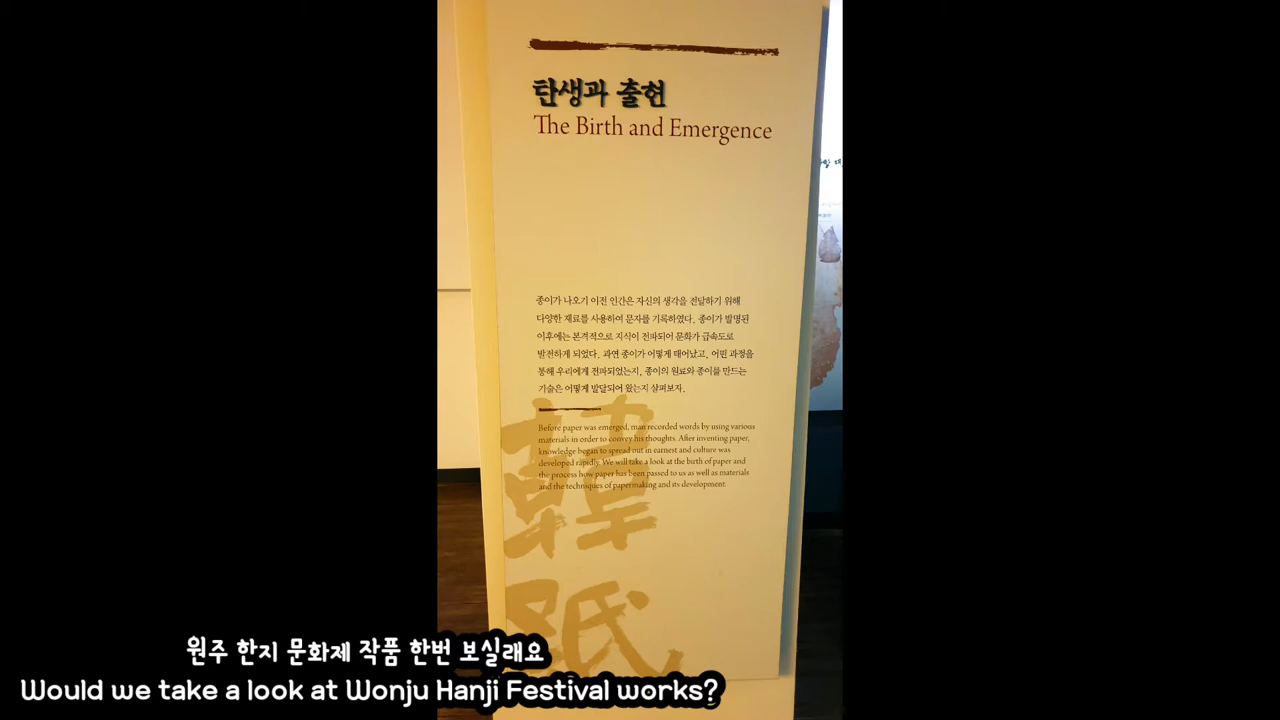 탄생과 출현
The Birth and Emergence
종이가 나오기 이전 인간은 자신의 생각을 전달하기 위해
다양한 재료를 사용하여 문자를 기록하였다. 종이가 발명된
이후에는 본격적으로 지식이 전파되어 문화가 급속도로
발전하게 되었다. 과연 종이가 어떻게 태어났고, 어떤 과정을
통해 우리에게 전파되었는지, 종이의 원료와 종이를 만드는
기술은 어떻게 발달되어 왔는지 살펴보자.
Before paper was emerged, man recorded words by using various
materials in order to convey his thoughts. After inventing paper,
knowledge began to spread out in earnest and culture was
developed rapidly. We will take a look at the birth of paper and
the process how paper has been passed to us as well as materials
and the techniques of papermaking and its development.
韓
紙
원주 한지 문화제 작품 한번 보실래요
Would we take a look at Wonju Hanji Festival works?